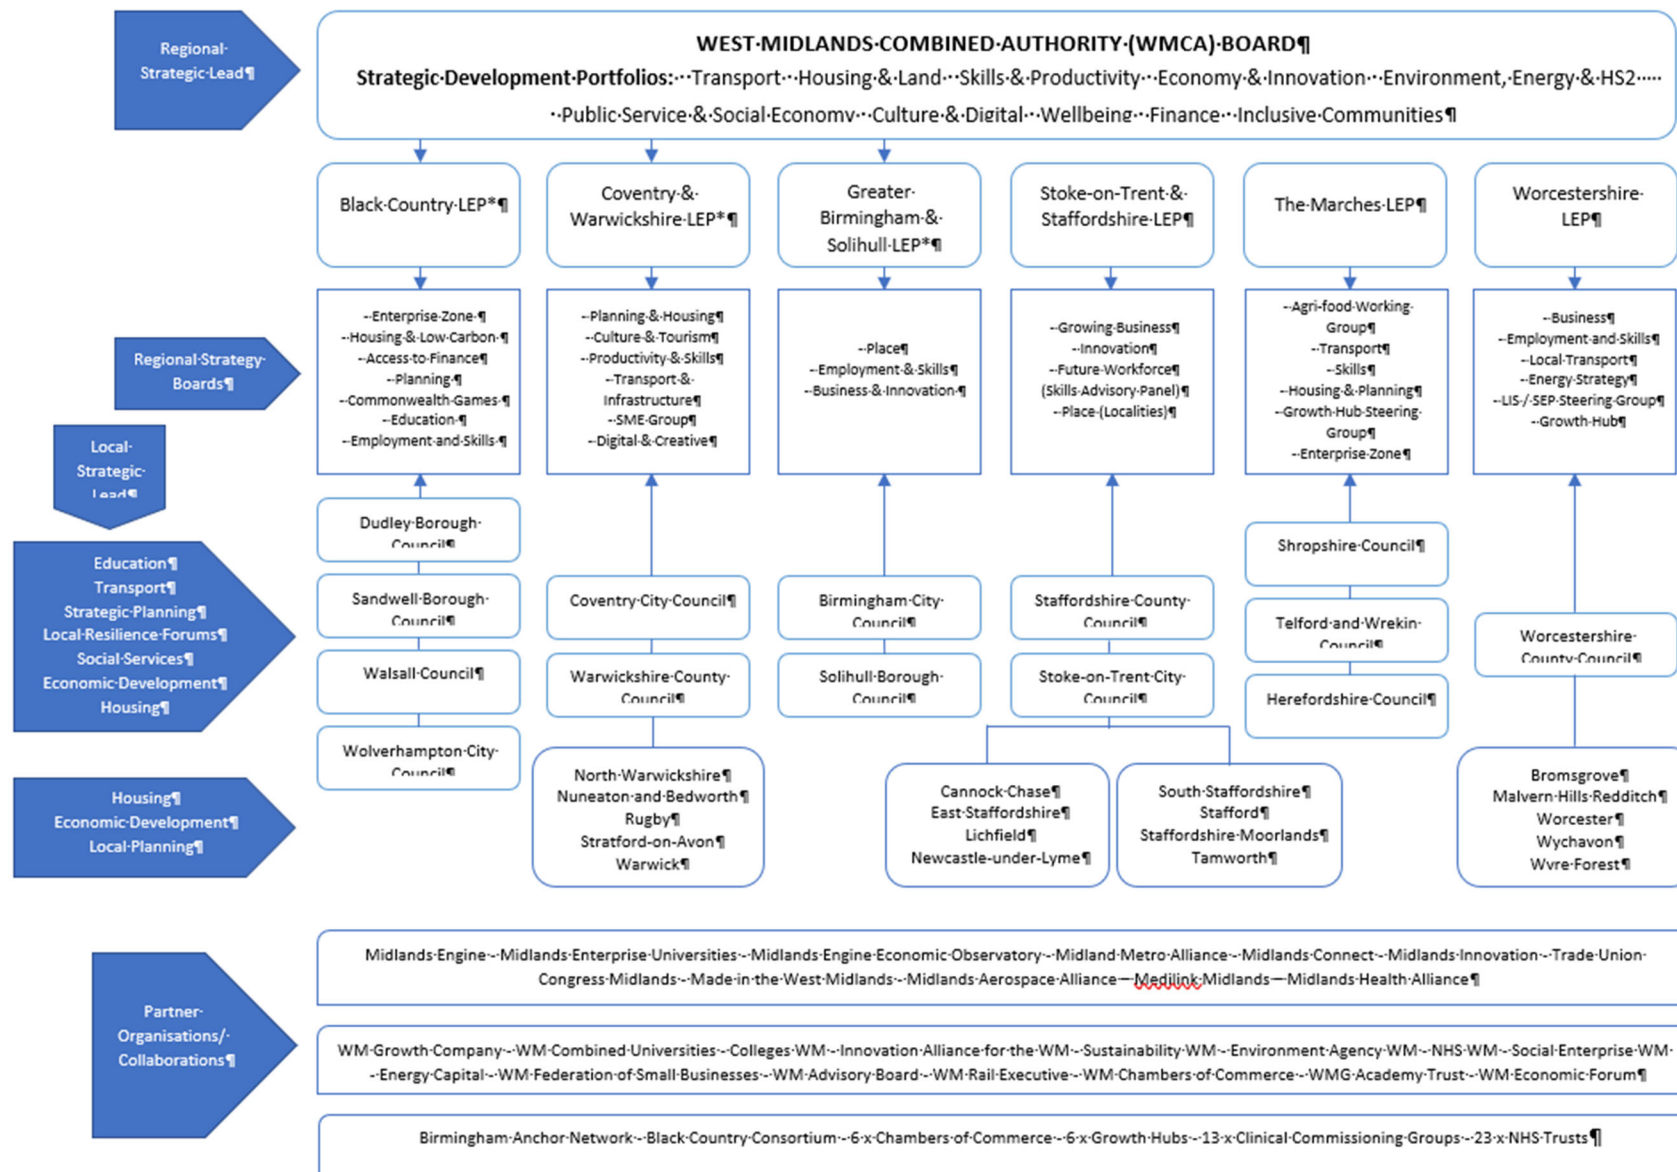 Regional·
Strategic·Lead¶
WEST·MIDLANDS·COMBINED·AUTHORITY·(WMCA)·BOARD¶
Strategic·Development·Portfolios:··Transport··Housing·&·Land··Skills·&·Productivity··Economy·&·Innovation··Environment,·Energy·&·HS2·····
··Public·Service·&·Social·Economy··Culture·&·Digital··Wellbeing··Finance··Inclusive·Communities¶
Black·Country·LEP*¶
Coventry·&·
Warwickshire·LEP*¶
Greater·
Birmingham·&·
Solihull·LEP*¶
Stoke-on-Trent·&·
Staffordshire·LEP¶
The·Marches·LEP¶
Worcestershire·
LEP¶
Regional·Strategy·
Boards¶
-·Enterprise·Zone·¶
-·Housing·&·Low·Carbon·¶
-·Access·to·Finance¶
-·Planning·¶
-·Commonwealth·Games·¶
-·Education·¶
-·Employment·and·Skills·¶
-·Planning·&·Housing¶
-·Culture·&·Tourism¶
-·Productivity·&·Skills¶
-·Transport·&·
Infrastructure¶
-·SME·Group¶
-·Digital·&·Creative¶
-·Place¶
-·Employment·&·Skills¶
-·Business·&·Innovation·¶
-·Growing·Business¶
-·Innovation¶
-·Future·Workforce·
(Skills·Advisory·Panel)¶
-·Place·(Localities)¶
-·Agri-food·Working·
Group¶
-·Transport¶
-·Skills¶
-·Housing·&·Planning¶
-·Growth·Hub·Steering·
Group¶
-·Enterprise·Zone¶
-·Business¶
-·Employment·and·Skills¶
-·Local·Transport¶
-·Energy·Strategy¶
-·LIS·/·SEP·Steering·Group¶
-·Growth·Hub¶
Local·
Strategic·
Lead¶
Education¶
Transport¶
Strategic·Planning¶
Local·Resilience·Forums¶
Social·Services¶
Economic·Development¶
Housing¶
Dudley·Borough·
Council¶
Sandwell·Borough·
Council¶
Walsall·Council¶
Wolverhampton·City·
Council¶
Coventry·City·Council¶
Warwickshire·County·
Council¶
Birmingham·City·
Council¶
Solihull·Borough·
Council¶
Staffordshire·County·
Council¶
Stoke-on-Trent·City·
Council¶
Shropshire·Council¶
Telford·and·Wrekin·
Council¶
Herefordshire·Council¶
Worcestershire·
County·Council¶
Housing¶
Economic·Development¶
Local·Planning¶
North·Warwickshire¶
Nuneaton·and·Bedworth¶
Rugby¶
Stratford-on-Avon¶
Warwick¶
Cannock·Chase¶
East·Staffordshire¶
Lichfield¶
Newcastle-under-Lyme¶
South·Staffordshire¶
Stafford¶
Staffordshire·Moorlands¶
Tamworth¶
Bromsgrove¶
Malvern·Hills·Redditch¶
Worcester¶
Wychavon¶
Wyre·Forest¶
Partner·
Organisations/·
Collaborations¶
Midlands·Engine·-·Midlands·Enterprise·Universities·-·Midlands·Engine·Economic·Observatory·-·Midland·Metro·Alliance·-·Midlands·Connect·-·Midlands·Innovation·-·Trade·Union·
Congress·Midlands·-·Made·in·the·West·Midlands·-·Midlands·Aerospace·Alliance·–·Medilink·Midlands·–·Midlands·Health·Alliance¶
WM·Growth·Company·-·WM·Combined·Universities·-·Colleges·WM·-·Innovation·Alliance·for·the·WM·-·Sustainability·WM·-·Environment·Agency·WM·-·NHS·WM·-·Social·Enterprise·WM·
-·Energy·Capital·-·WM·Federation·of·Small·Businesses·-·WM·Advisory·Board·-·WM·Rail·Executive·-·WM·Chambers·of·Commerce·-·WMG·Academy·Trust·-·WM·Economic·Forum¶
Birmingham·Anchor·Network·-·Black·Country·Consortium·-·6·x·Chambers·of·Commerce·-·6·x·Growth·Hubs·-·13·x·Clinical·Commissioning·Groups·-·23·x·NHS·Trusts¶